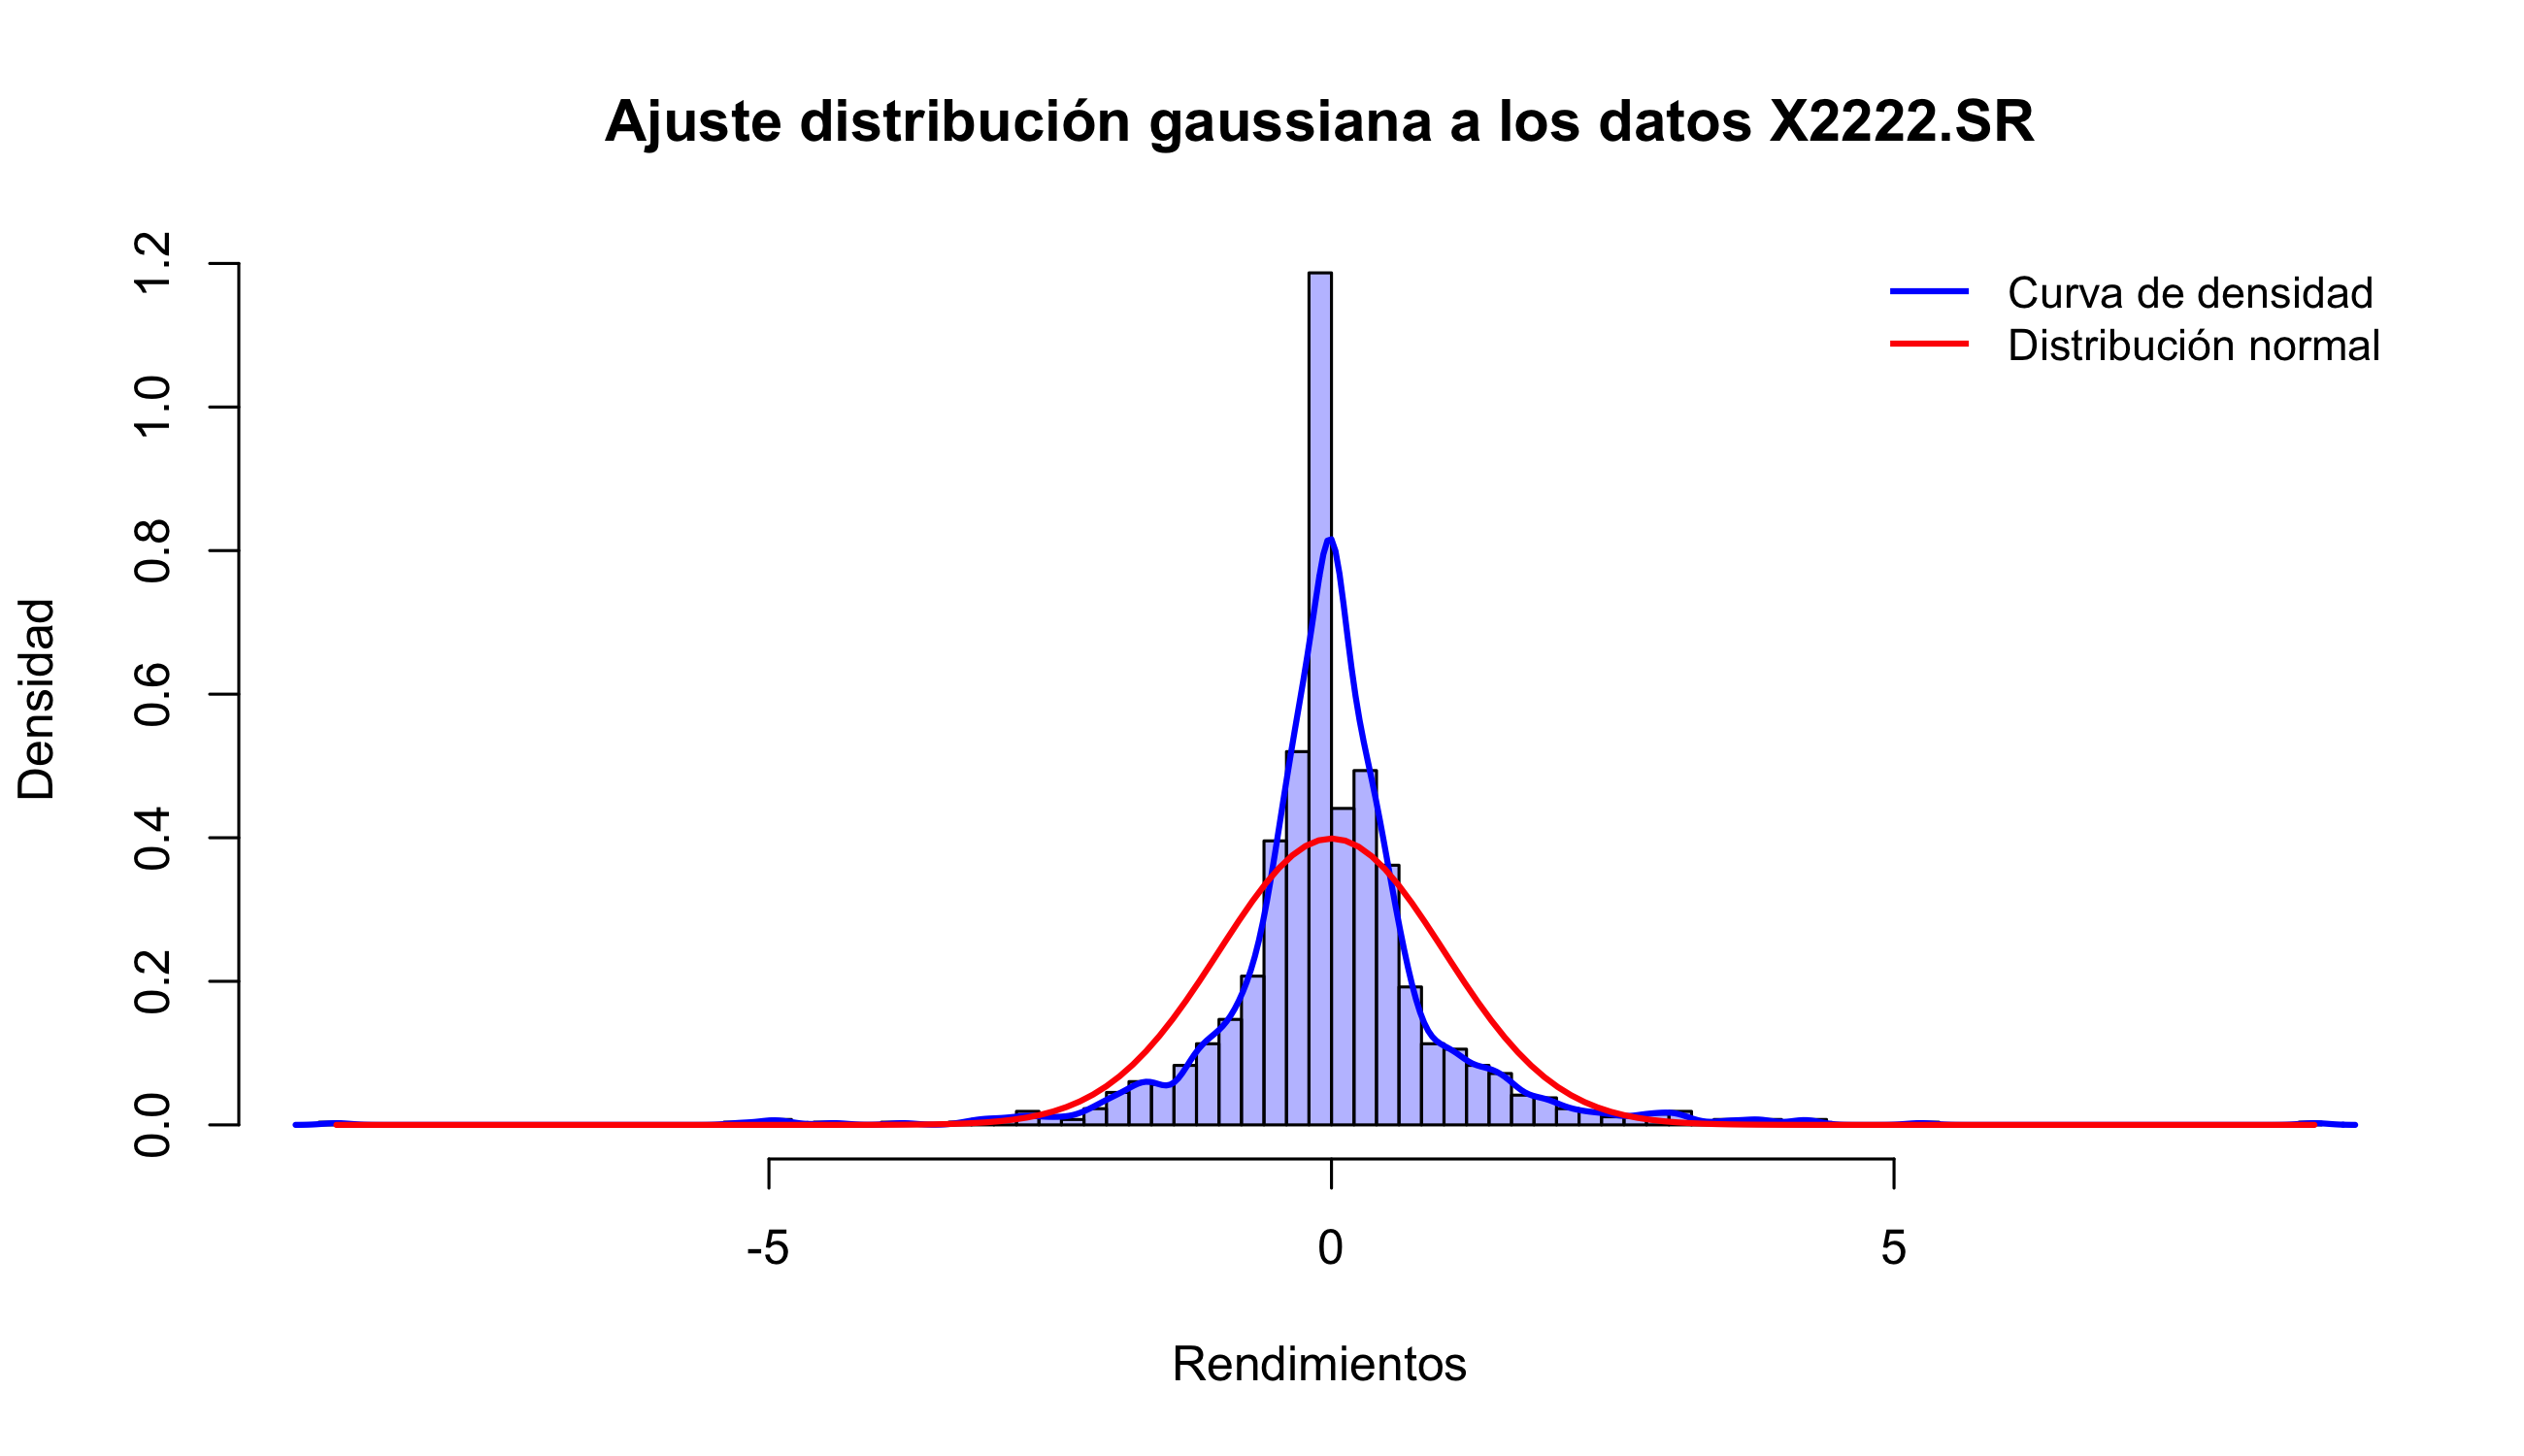 Ajuste distribución gaussiana a los datos X2222.SR
Curva de densidad
Distribución normal
Densidad
1.2
1.0
0.8
0.6
0.4
0.2
0.0
-5 0 5
Rendimientos